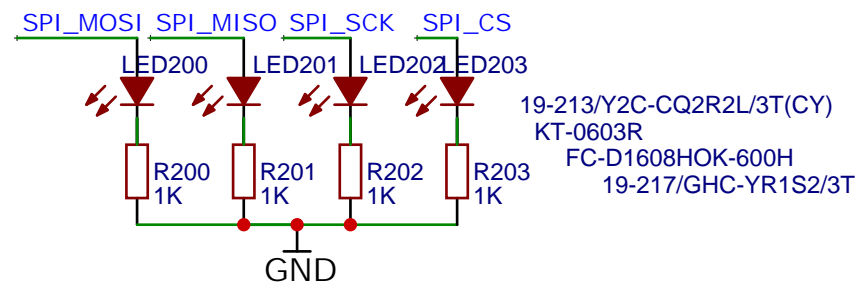 SPI_MOSI SPI_MISO SPI_SCK SPI_CS
LED200 LED201 LED202 LED203
19-213/Y2C-CQ2R2L/3T(CY)
KT-0603R
FC-D1608HOK-600H
19-217/GHC-YR1S2/3T
R200 R201 R202 R203
1K 1K 1K 1K
GND